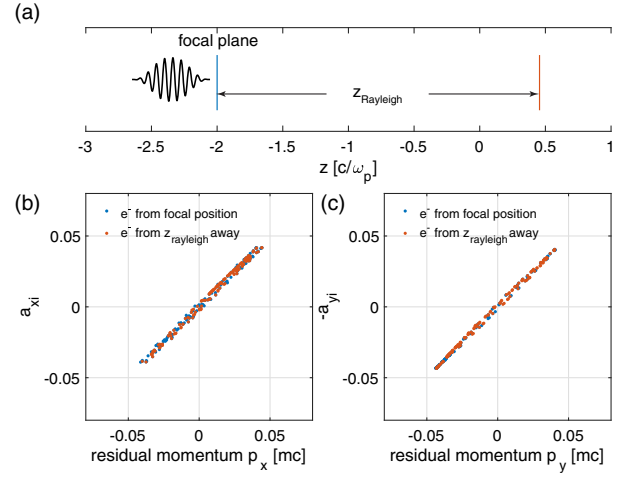 (a)
focal plane
z_Rayleigh
-3 -2.5 -2 -1.5 -1 -0.5 0 0.5 1
z [c/ω_p]
(b)
e⁻ from focal position
e⁻ from z_rayleigh away
0.05
0
-0.05
a_xi
-0.05 0 0.05
residual momentum p_x [mc]
(c)
e⁻ from focal position
e⁻ from z_rayleigh away
0.05
0
-0.05
-a_yi
-0.05 0 0.05
residual momentum p_y [mc]